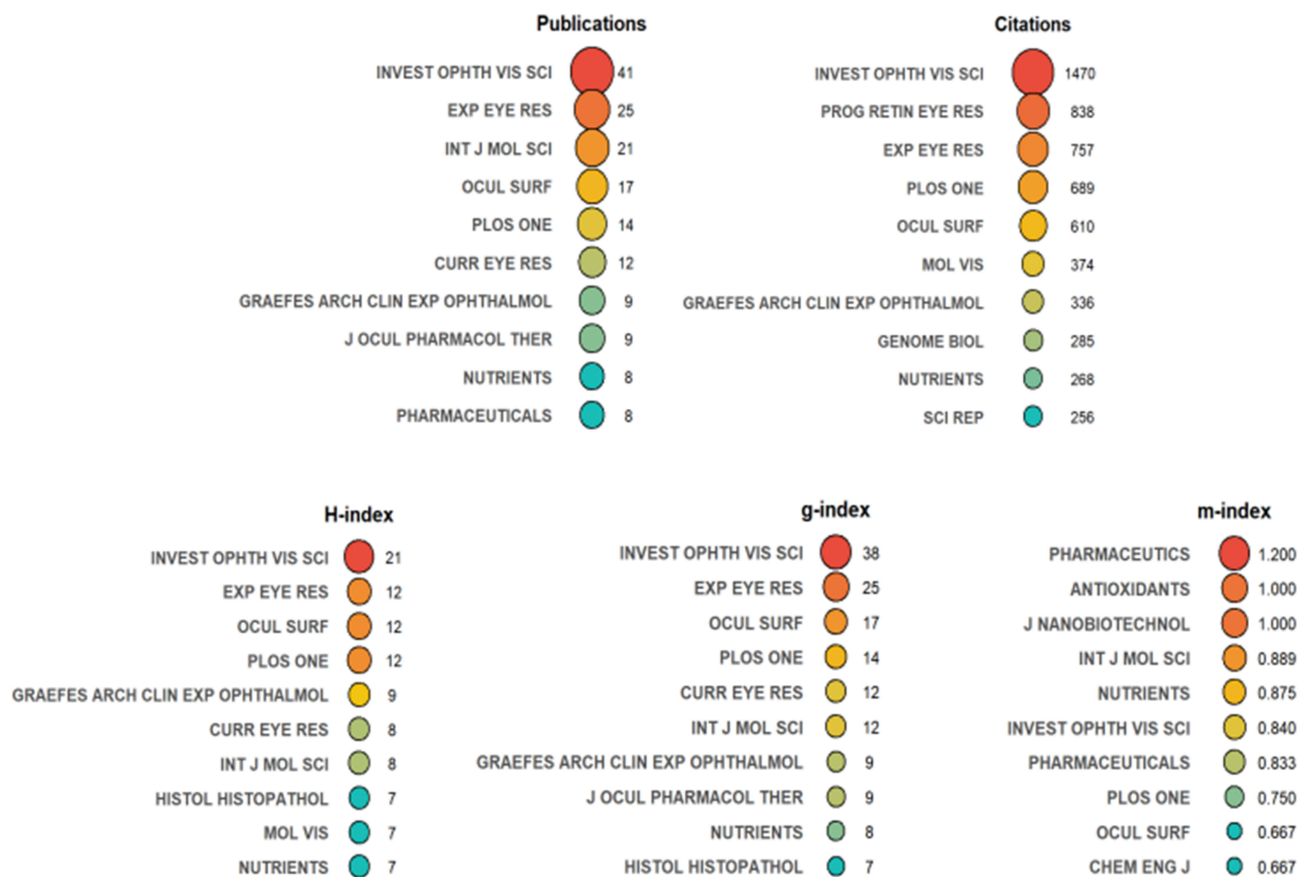 Publications
INVEST OPHTH VIS SCI 41
EXP EYE RES 25
INT J MOL SCI 21
OCUL SURF 17
PLOS ONE 14
CURR EYE RES 12
GRAEFES ARCH CLIN EXP OPHTHALMOL 9
J OCUL PHARMACOL THER 9
NUTRIENTS 8
PHARMACEUTICALS 8
Citations
INVEST OPHTH VIS SCI 1470
PROG RETIN EYE RES 838
EXP EYE RES 757
PLOS ONE 689
OCUL SURF 610
MOL VIS 374
GRAEFES ARCH CLIN EXP OPHTHALMOL 336
GENOME BIOL 285
NUTRIENTS 268
SCI REP 256
H-index
INVEST OPHTH VIS SCI 21
EXP EYE RES 12
OCUL SURF 12
PLOS ONE 12
GRAEFES ARCH CLIN EXP OPHTHALMOL 9
CURR EYE RES 8
INT J MOL SCI 8
HISTOL HISTOPATHOL 7
MOL VIS 7
NUTRIENTS 7
g-index
INVEST OPHTH VIS SCI 38
EXP EYE RES 25
OCUL SURF 17
PLOS ONE 14
CURR EYE RES 12
INT J MOL SCI 12
GRAEFES ARCH CLIN EXP OPHTHALMOL 9
J OCUL PHARMACOL THER 9
NUTRIENTS 8
HISTOL HISTOPATHOL 7
m-index
PHARMACEUTICS 1.200
ANTIOXIDANTS 1.000
J NANOBIOTECHNOL 1.000
INT J MOL SCI 0.889
NUTRIENTS 0.875
INVEST OPHTH VIS SCI 0.840
PHARMACEUTICALS 0.833
PLOS ONE 0.750
OCUL SURF 0.667
CHEM ENG J 0.667